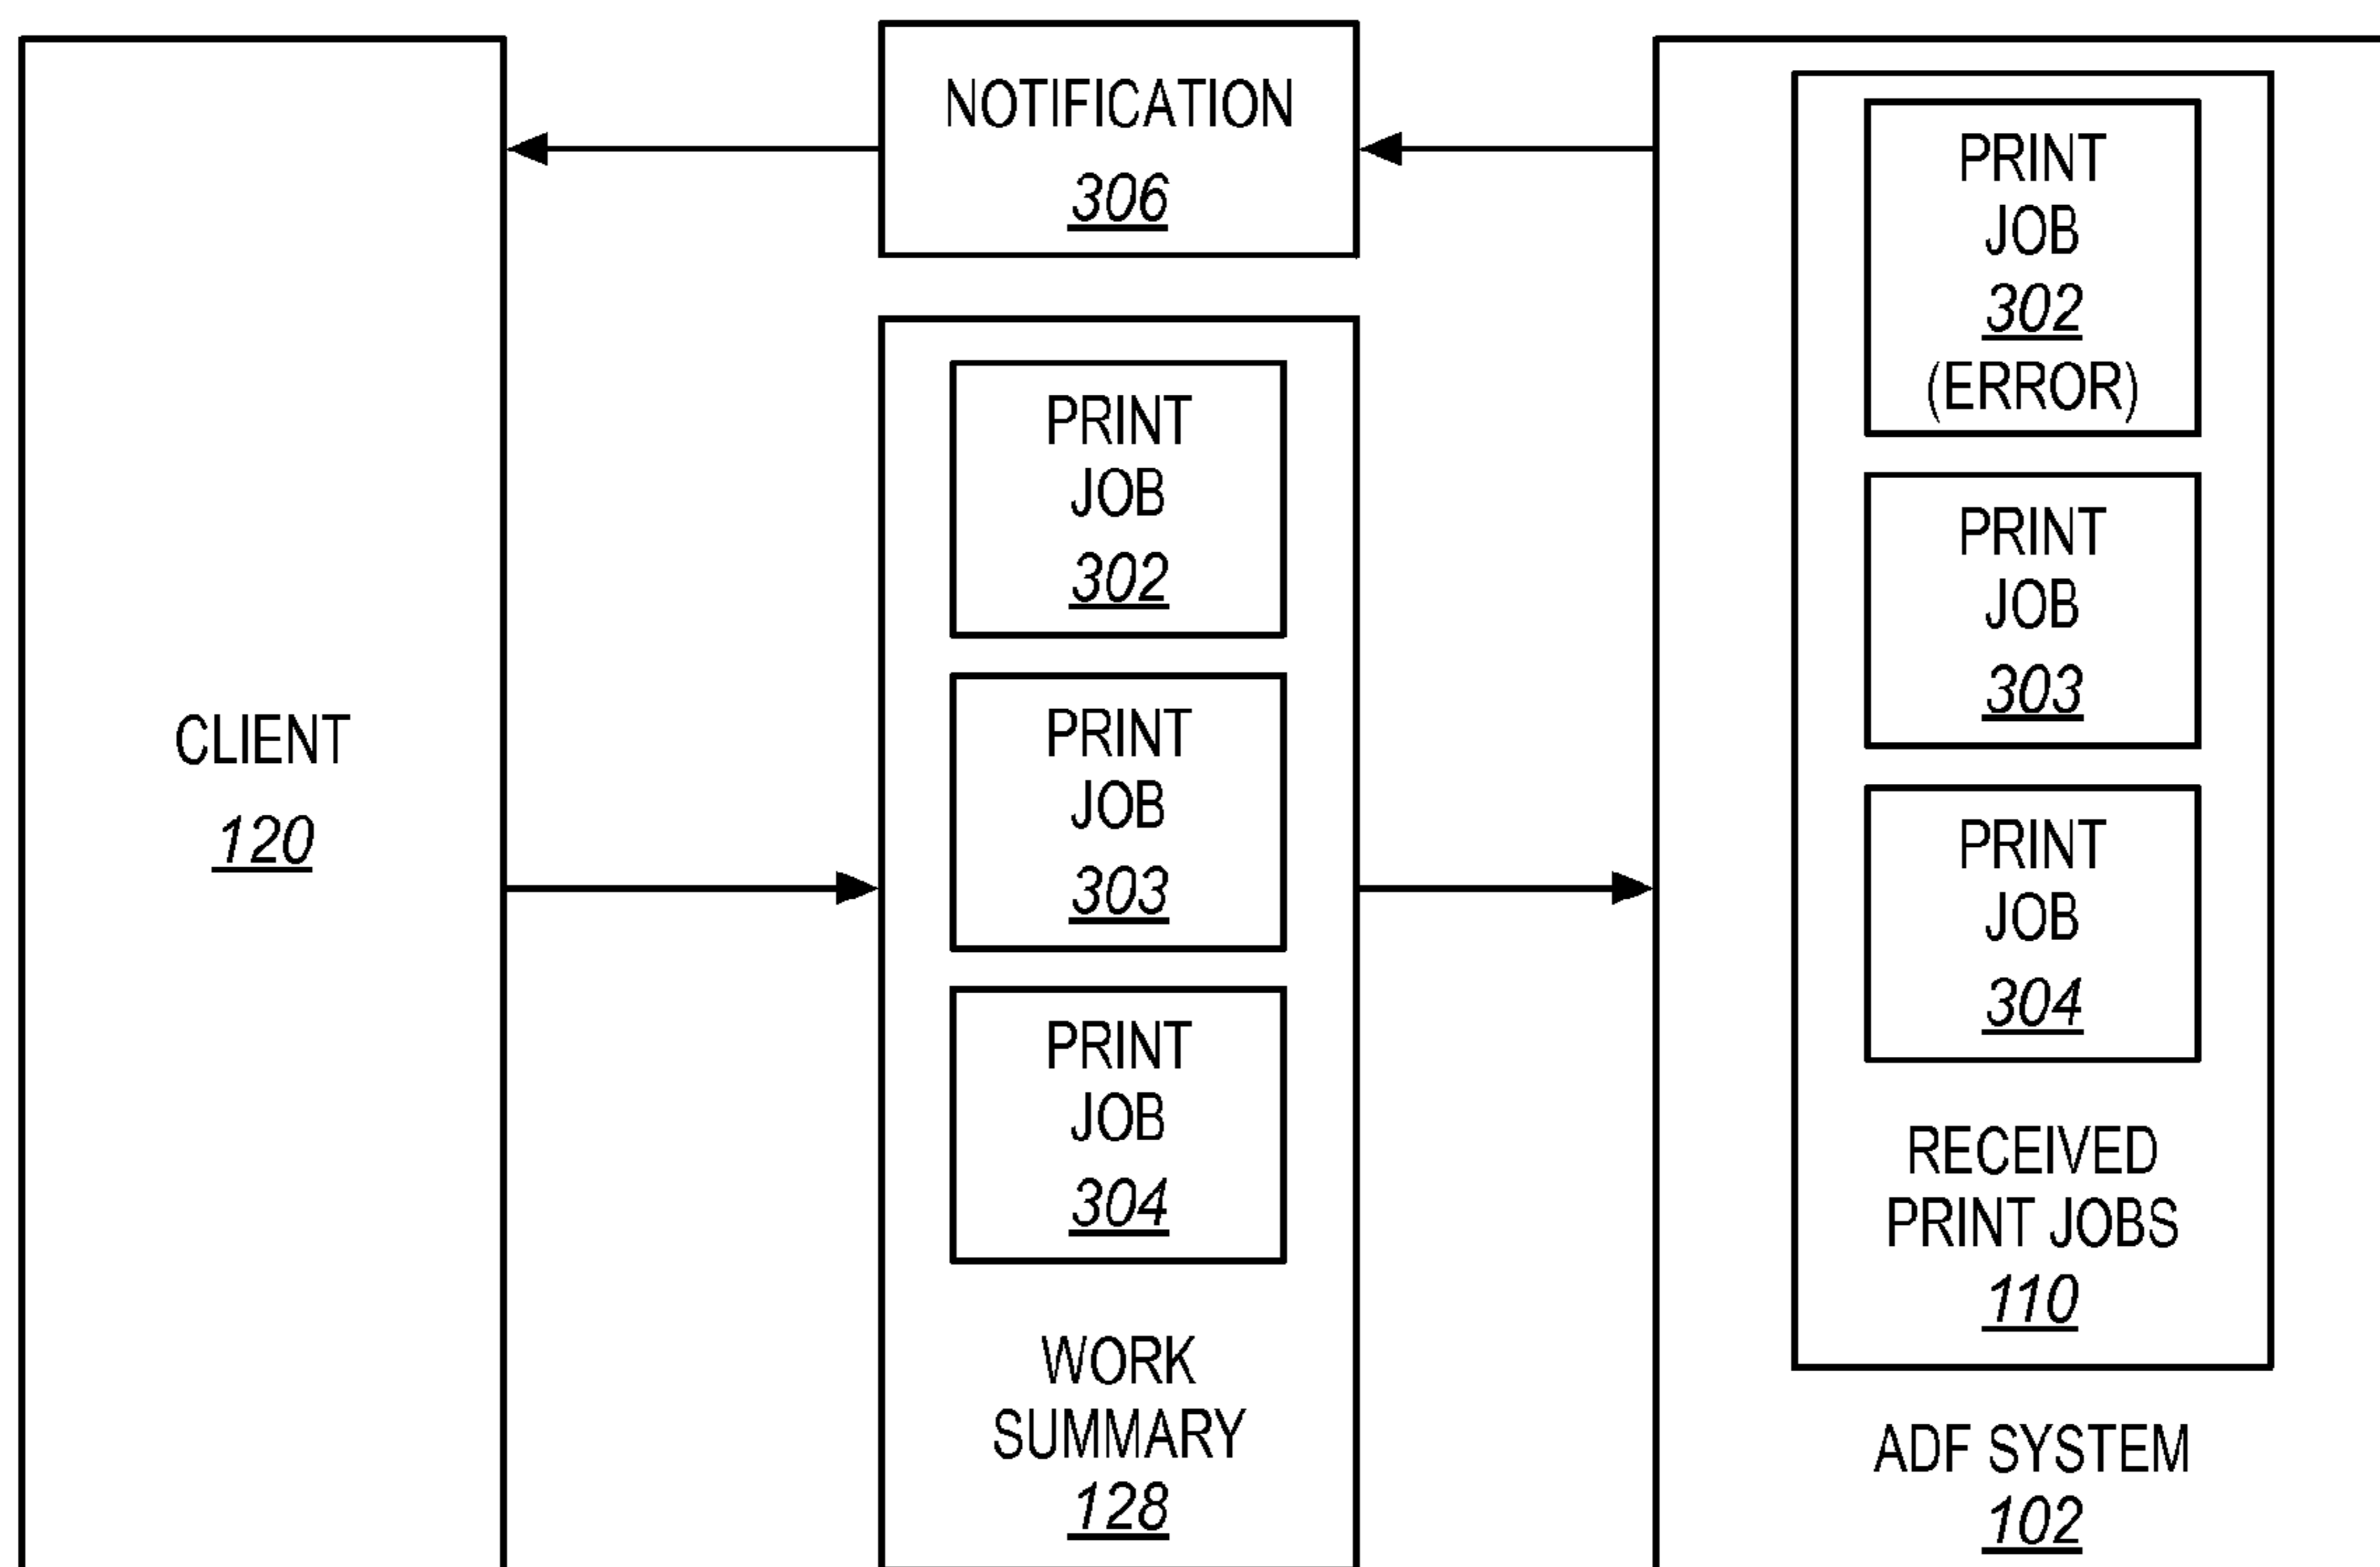 CLIENT
120
NOTIFICATION
306
PRINT
JOB
302
PRINT
JOB
303
PRINT
JOB
304
WORK
SUMMARY
128
PRINT
JOB
302
(ERROR)
PRINT
JOB
303
PRINT
JOB
304
RECEIVED
PRINT JOBS
110
ADF SYSTEM
102